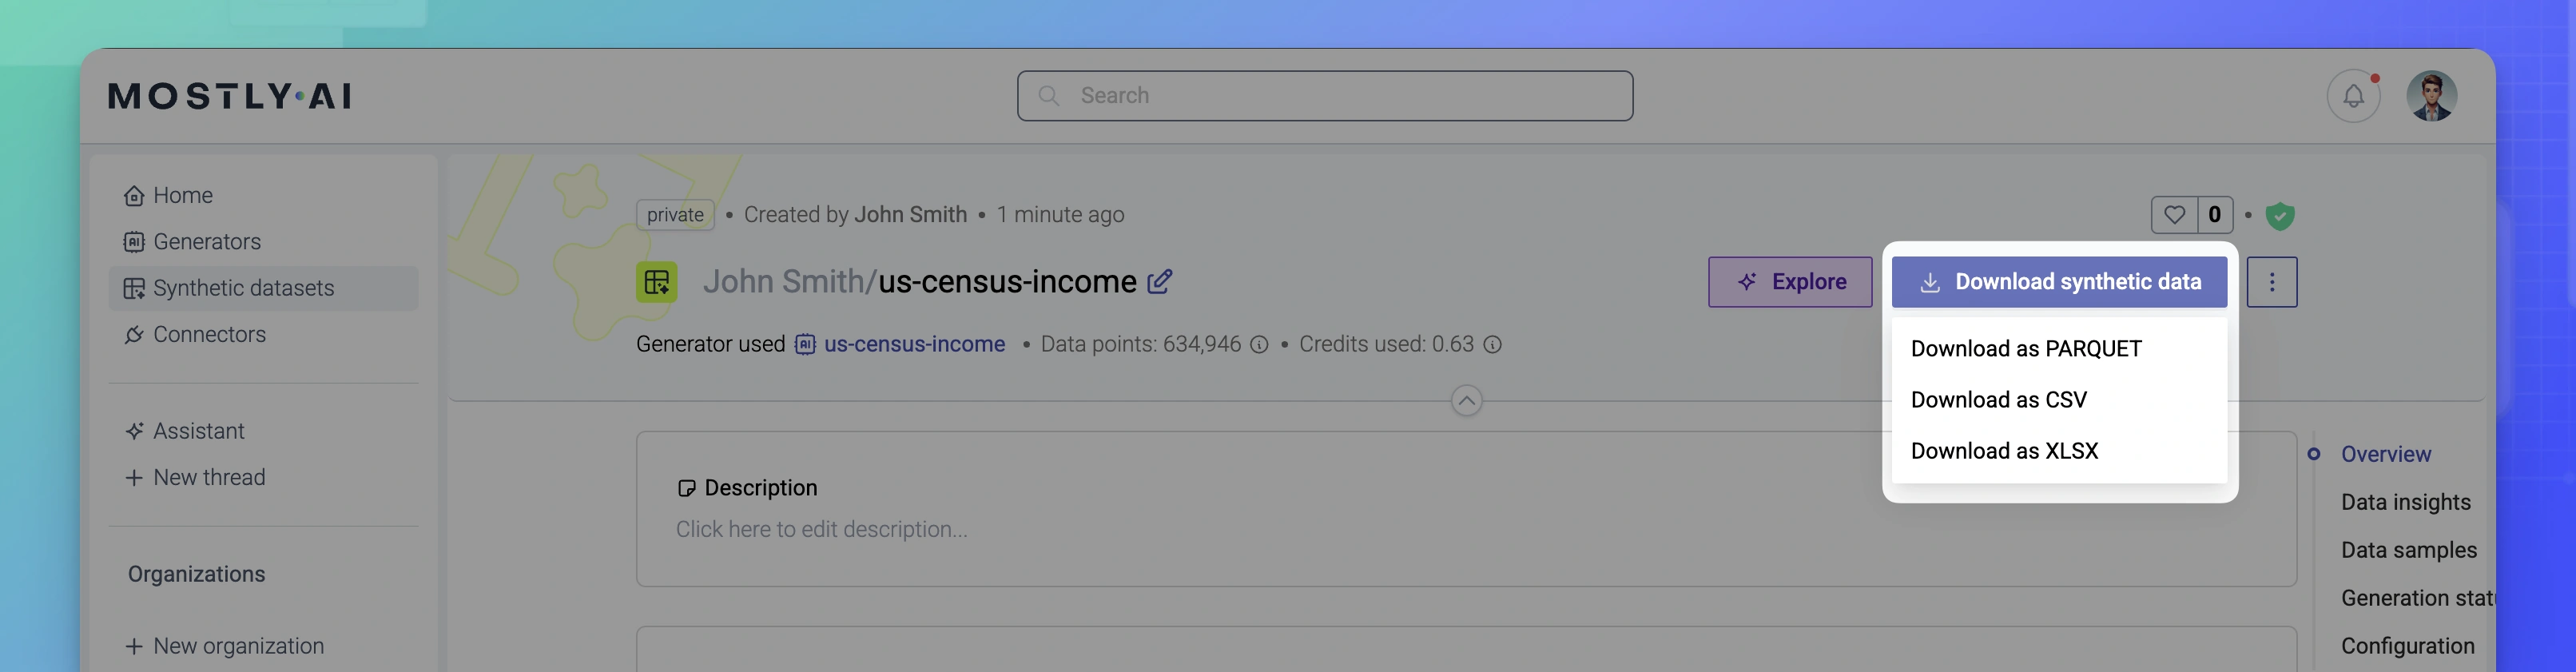 MOSTLY·AI
Search
Home
Generators
Synthetic datasets
Connectors
Assistant
New thread
Organizations
New organization
private • Created by John Smith • 1 minute ago
0 •
John Smith/us-census-income
Explore
Download synthetic data
Generator used us-census-income • Data points: 634,946 • Credits used: 0.63
Download as PARQUET
Download as CSV
Download as XLSX
Description
Click here to edit description...
Overview
Data insights
Data samples
Generation stat
Configuration